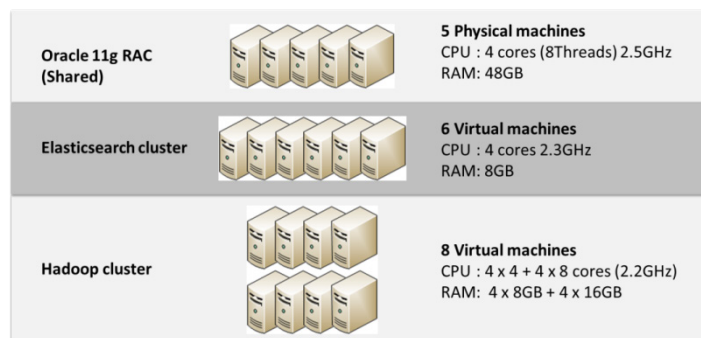 Oracle 11g RAC
(Shared)
5 Physical machines
CPU : 4 cores (8Threads) 2.5GHz
RAM: 48GB
Elasticsearch cluster
6 Virtual machines
CPU : 4 cores 2.3GHz
RAM: 8GB
Hadoop cluster
8 Virtual machines
CPU : 4 x 4 + 4 x 8 cores (2.2GHz)
RAM:  4 x 8GB + 4 x 16GB